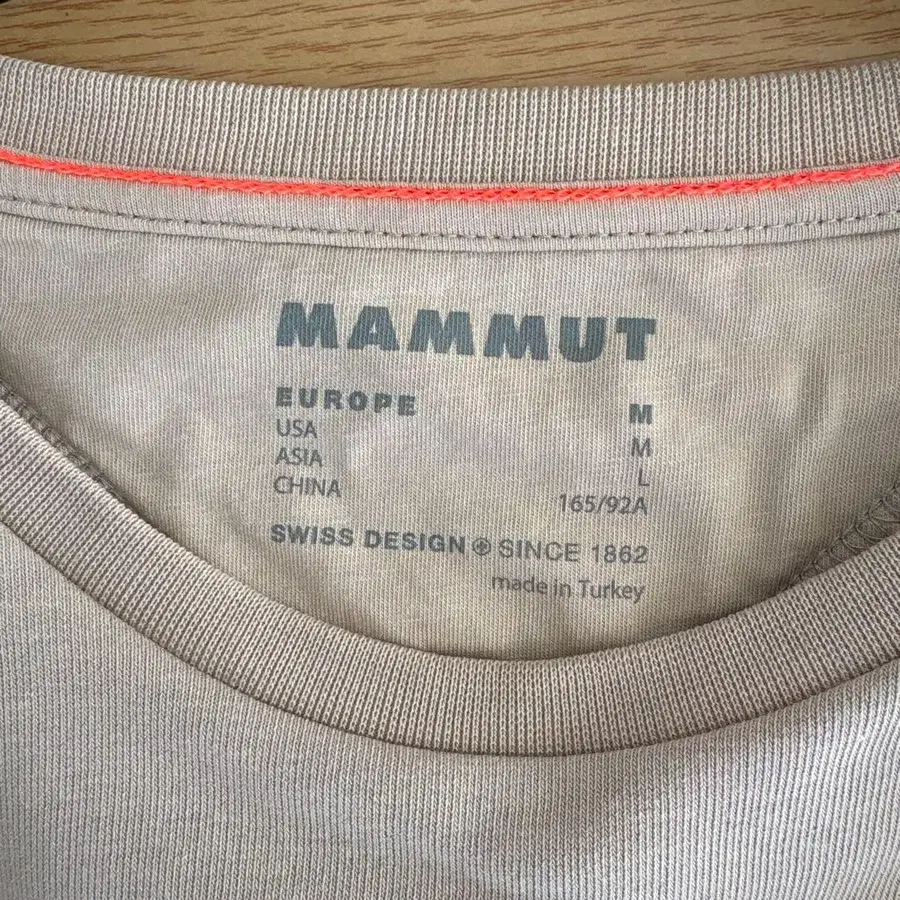 MAMMUT
EUROPE M
USA M
ASIA L
CHINA 165/92A
SWISS DESIGN ⊕ SINCE 1862
made in Turkey